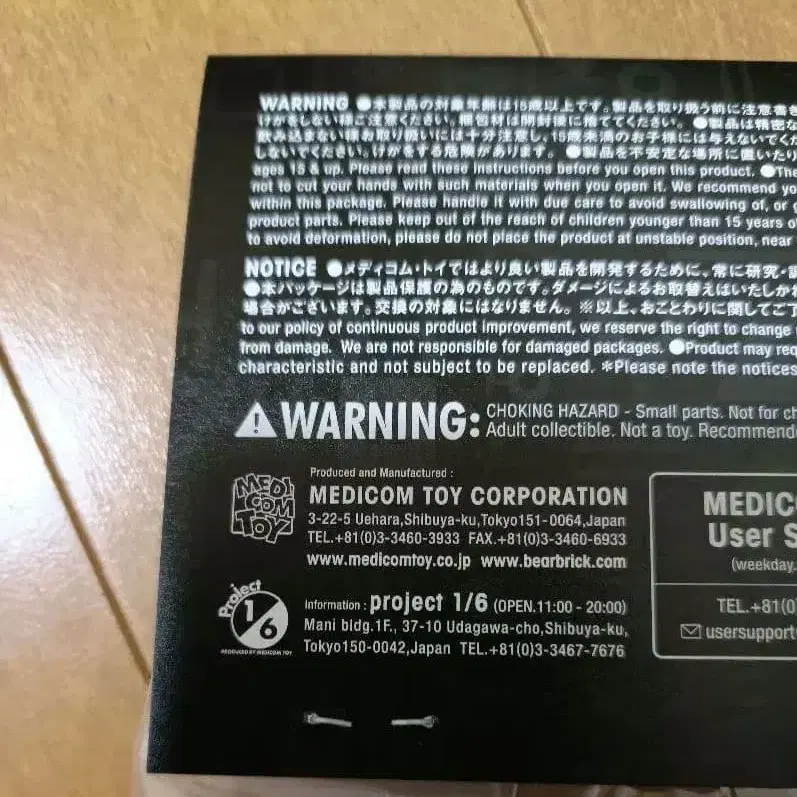 WARNING ●本製品の対象年齢は15歳以上です。製品を取り扱う前に注意書き
けがをしない様ご注意ください。梱包材は開封後に捨ててください。●製品は精密な
飲み込まない様お取り扱いには十分注意し、15歳未満のお子様には与えないでくだ
しないでください。けがをする危険があります。 ●製品を不安定な場所に置いたり
ages 15 & up. Please read these instructions before you open this product. ●The
not to cut your hands with such materials when you open it. We recommend yo
within this package. Please handle it with due care to avoid swallowing of, or
product parts. Please keep out of the reach of children younger than 15 years of
to avoid deformation, please do not place the product at unstable position, near
NOTICE ●メディコム・トイではより良い製品を開発するために、常に研究・
●本パッケージは製品保護の為のものです。ダメージによるお取替えはいたしかね
場合がございます。交換の対象にはなりません。※以上、おことわりに関してご了
to our policy of continuous product improvement, we reserve the right to change
from damage. We are not responsible for damaged packages. ●Product may req
characteristic and not subject to be replaced. *Please note the notices
WARNING: CHOKING HAZARD - Small parts. Not for ch
Adult collectible. Not a toy. Recommende
MEDI COM TOY
Produced and Manufactured :
MEDICOM TOY CORPORATION
3-22-5 Uehara,Shibuya-ku,Tokyo151-0064,Japan
TEL.+81(0)3-3460-3933 FAX.+81(0)3-3460-6933
www.medicomtoy.co.jp www.bearbrick.com
Project 1/6
PRODUCED BY MEDICOM TOY
Information : project 1/6 (OPEN.11:00 - 20:00)
Mani bldg.1F., 37-10 Udagawa-cho,Shibuya-ku,
Tokyo150-0042,Japan TEL.+81(0)3-3467-7676
MEDICO
User S
(weekday.
TEL.+81(0)
usersupport